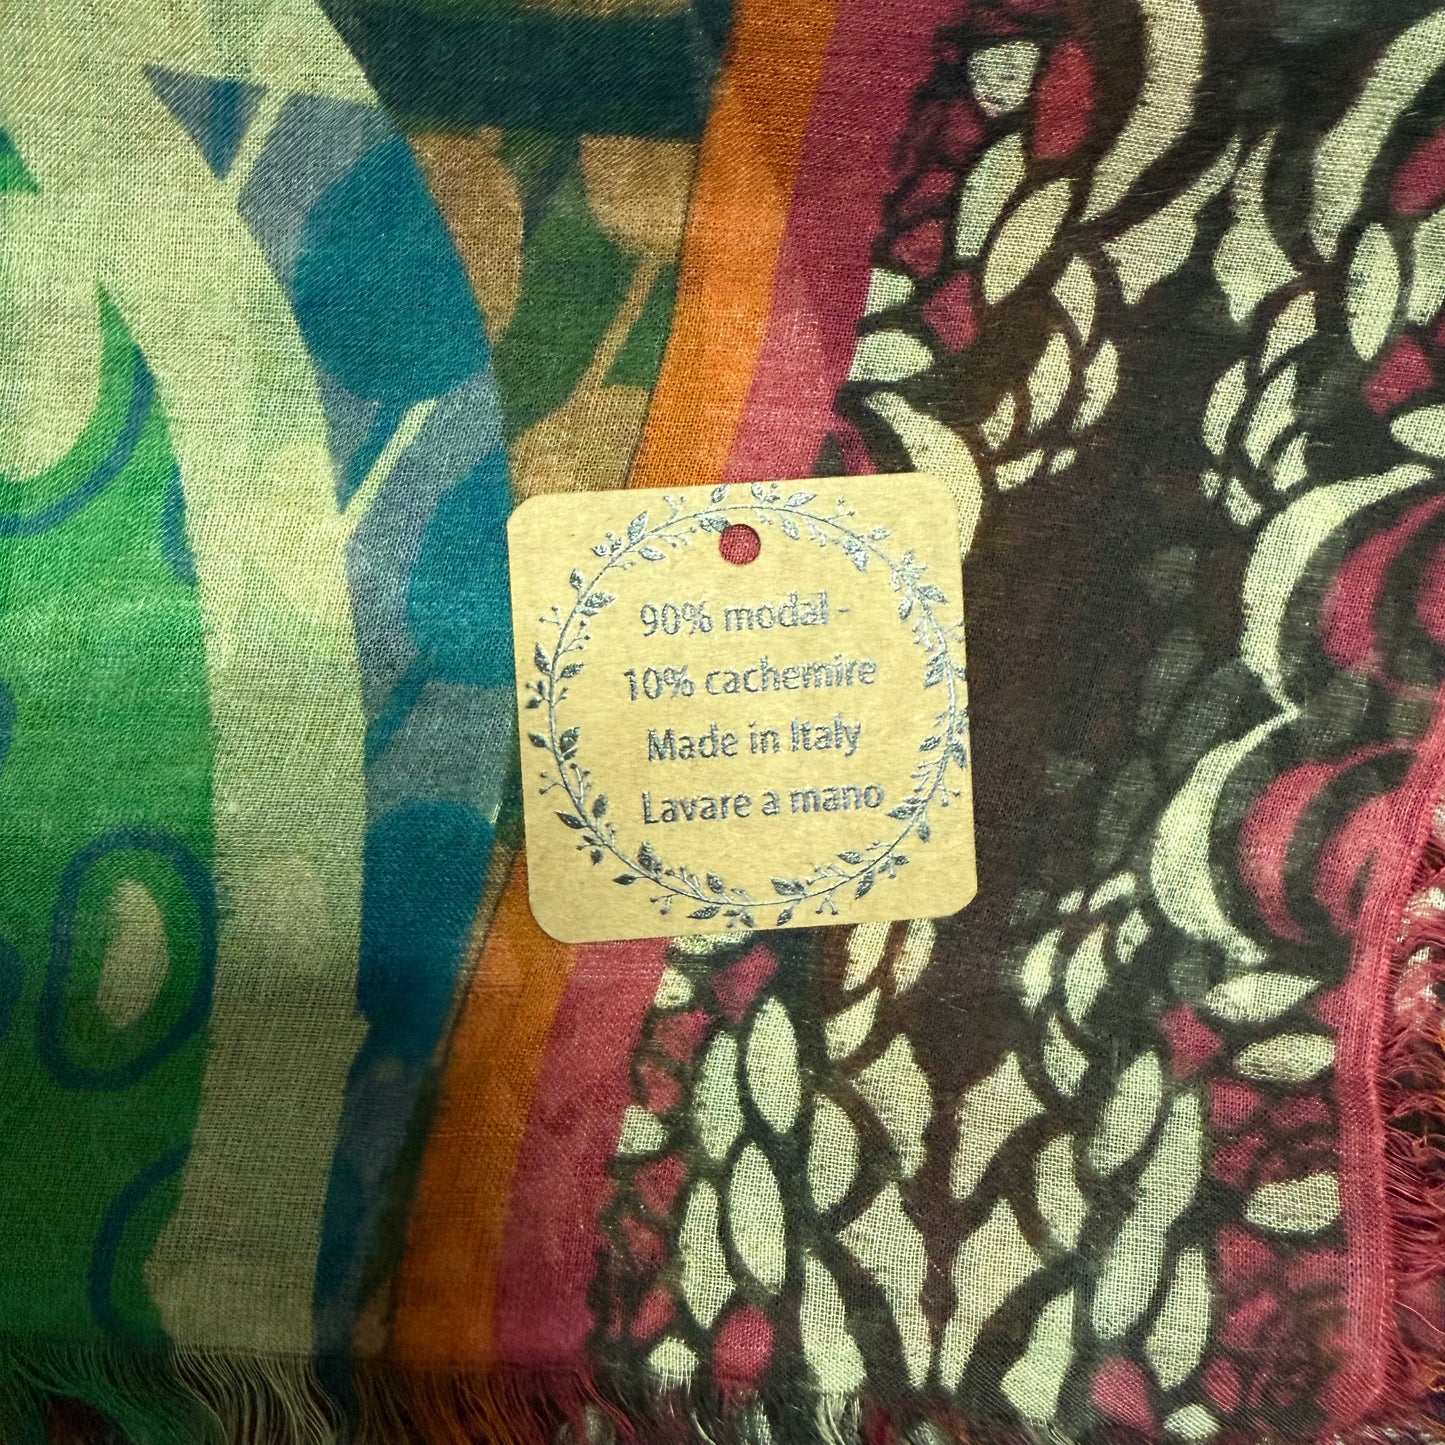 90% modal -
10% cachemire
Made in Italy
Lavare a mano